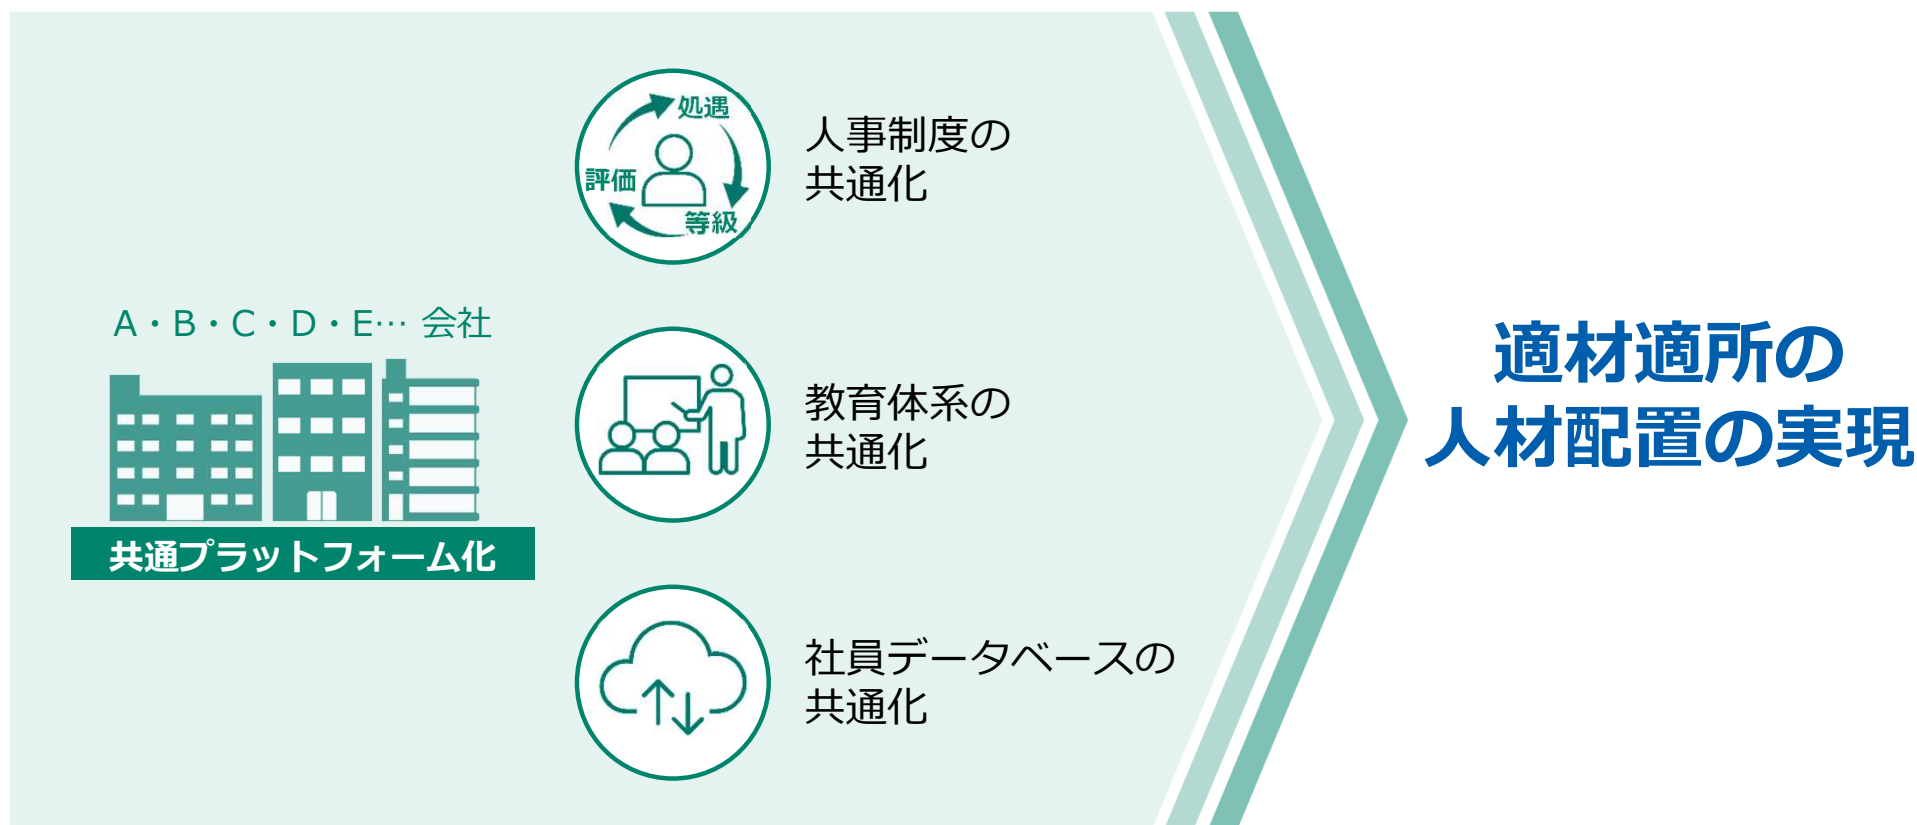 A・B・C・D・E… 会社
共通プラットフォーム化
処遇
評価
等級
人事制度の
共通化
教育体系の
共通化
社員データベースの
共通化
適材適所の
人材配置の実現